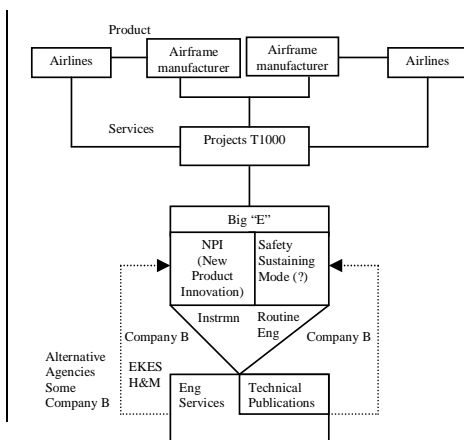 Product
Airlines
Airframe
manufacturer
Airframe
manufacturer
Airlines
Services
Projects T1000
Big “E”
NPI
(New
Product
Innovation)
Safety
Sustaining
Mode (?)
Instrmn
Routine
Eng
Company B
Company B
Alternative
Agencies
Some
Company B
EKES
H&M
Eng
Services
Technical
Publications